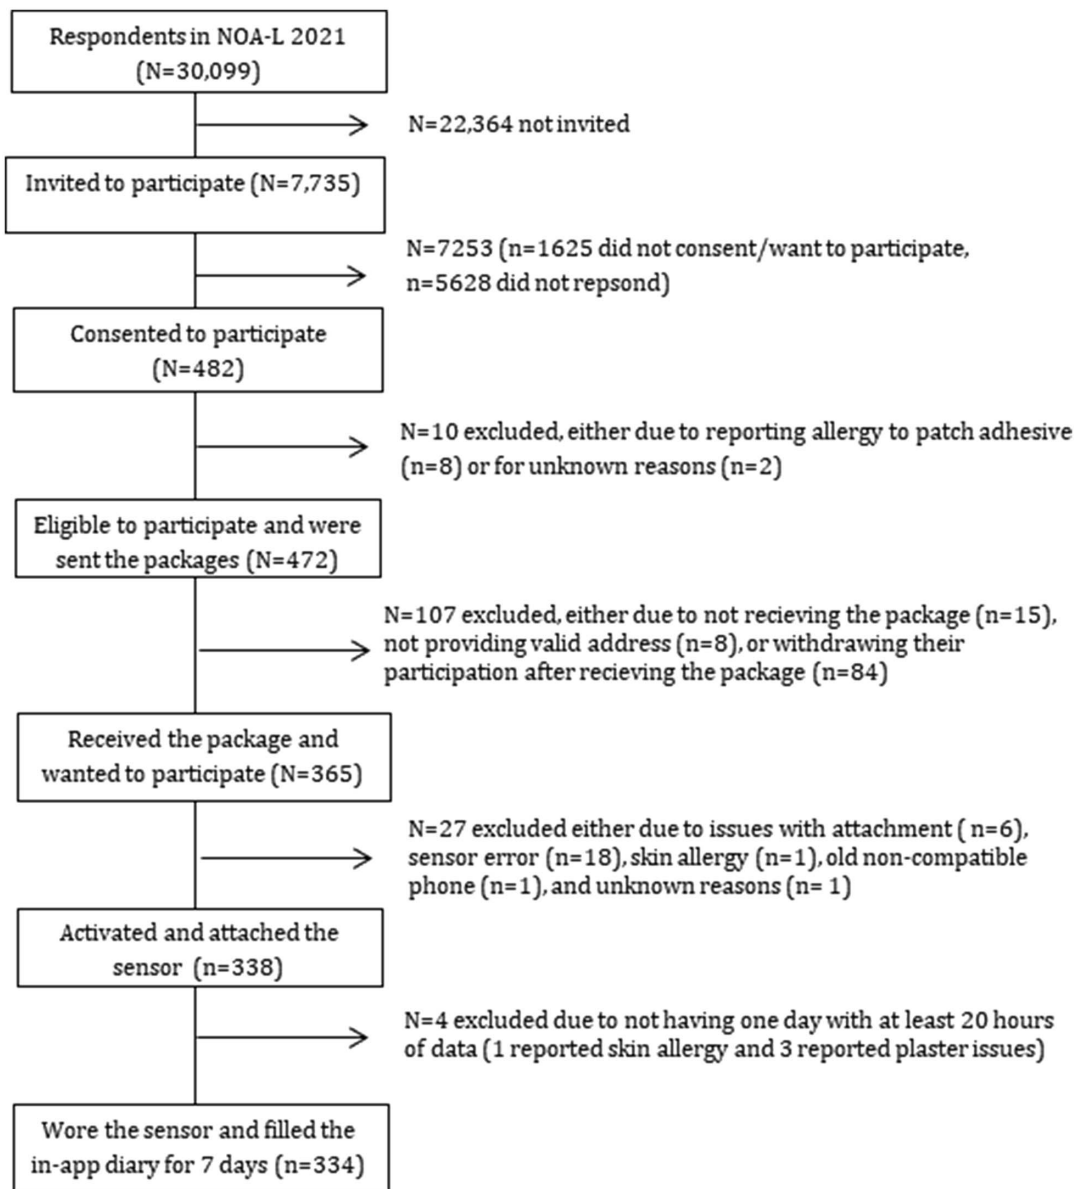 Respondents in NOA-L 2021
(N=30,099)
N=22,364 not invited
Invited to participate (N=7,735)
N=7253 (n=1625 did not consent/want to participate,
n=5628 did not repsond)
Consented to participate
(N=482)
N=10 excluded, either due to reporting allergy to patch adhesive
(n=8) or for unknown reasons (n=2)
Eligible to participate and were
sent the packages (N=472)
N=107 excluded, either due to not recieving the package (n=15),
not providing valid address (n=8), or withdrawing their
participation after recieving the package (n=84)
Received the package and
wanted to participate (N=365)
N=27 excluded either due to issues with attachment ( n=6),
sensor error (n=18), skin allergy (n=1), old non-compatible
phone (n=1), and unknown reasons (n= 1)
Activated and attached the
sensor (n=338)
N=4 excluded due to not having one day with at least 20 hours
of data (1 reported skin allergy and 3 reported plaster issues)
Wore the sensor and filled the
in-app diary for 7 days (n=334)